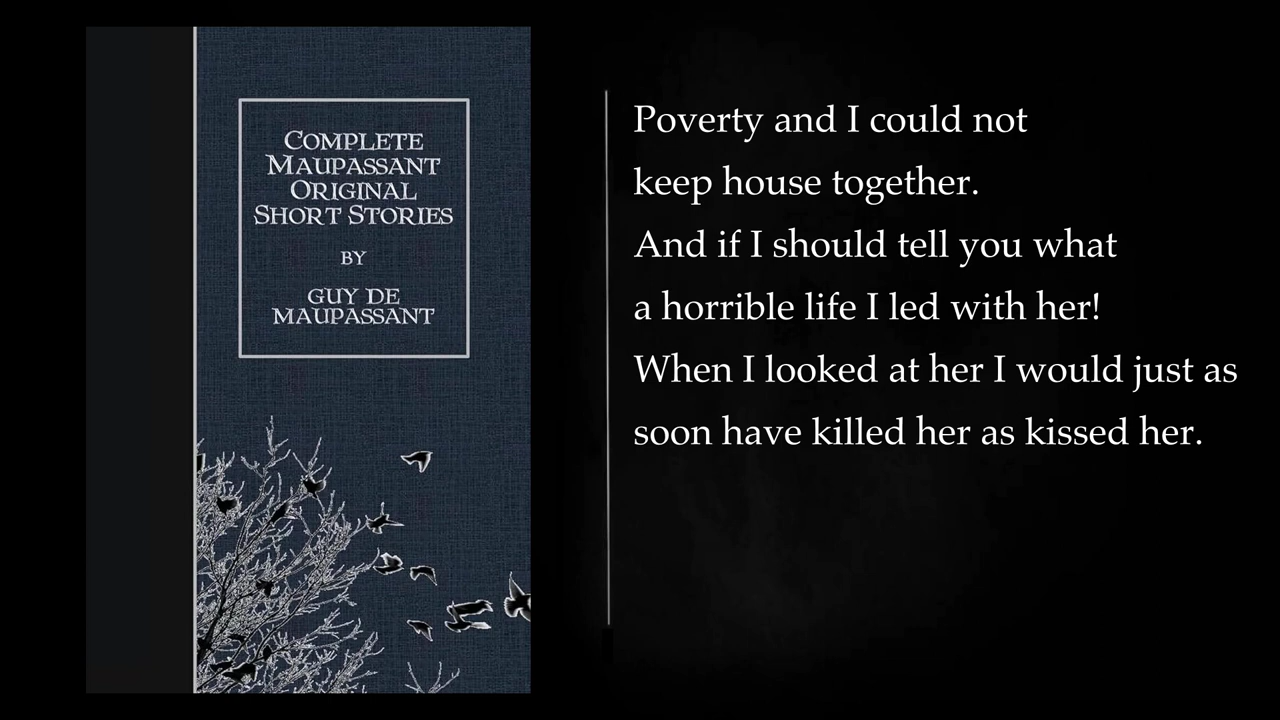 COMPLETE
MAUPASSANT
ORIGINAL
SHORT STORIES
BY
GUY DE
MAUPASSANT
Poverty and I could not
keep house together.
And if I should tell you what
a horrible life I led with her!
When I looked at her I would just as
soon have killed her as kissed her.